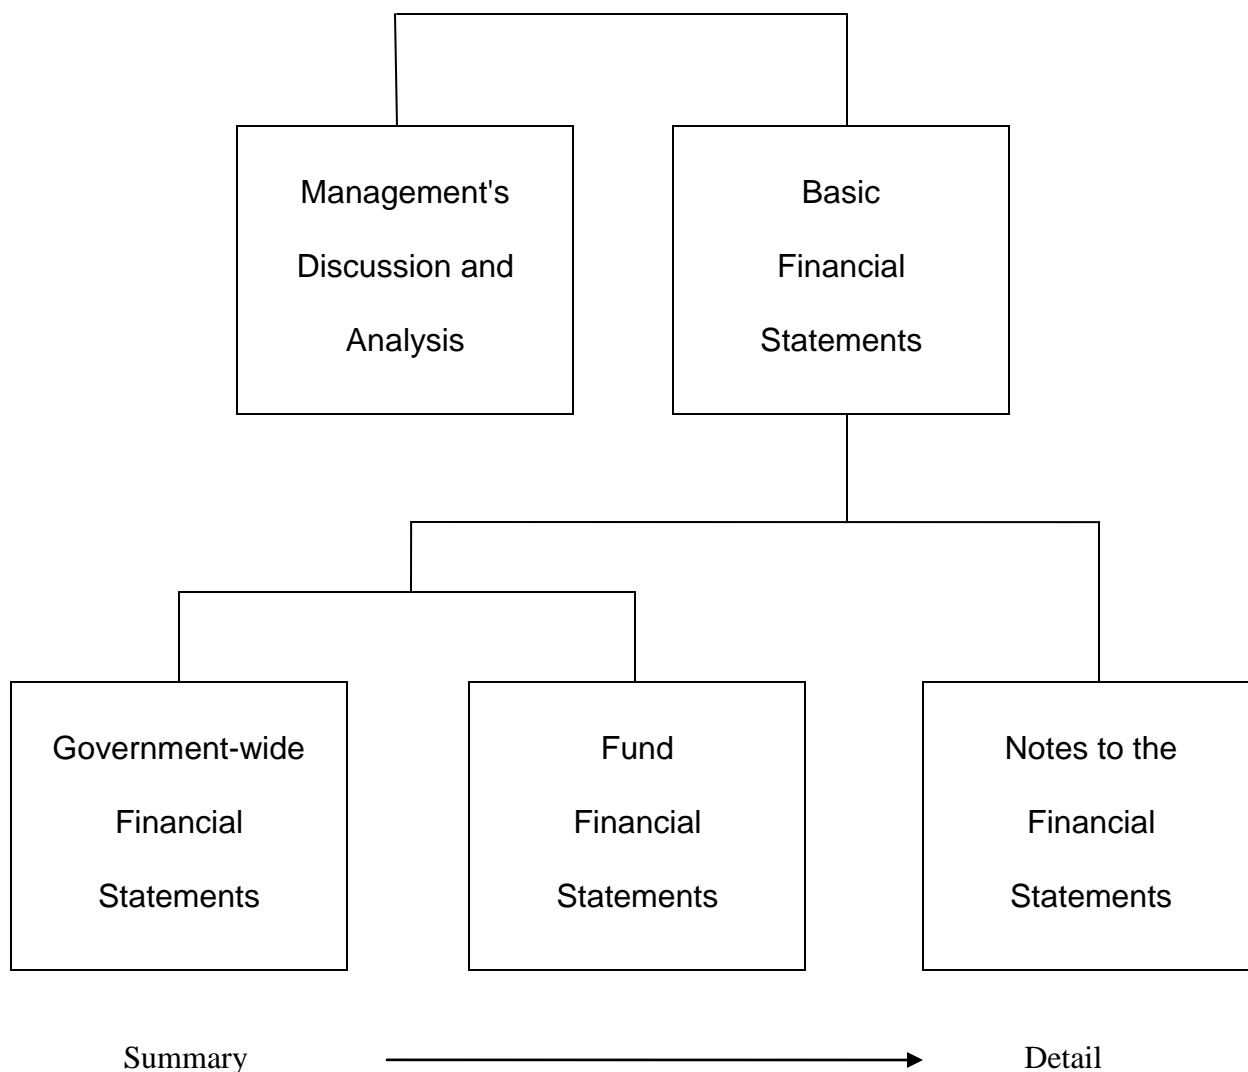 Management's
Discussion and
Analysis
Basic
Financial
Statements
Government-wide
Financial
Statements
Fund
Financial
Statements
Notes to the
Financial
Statements
Summary
Detail